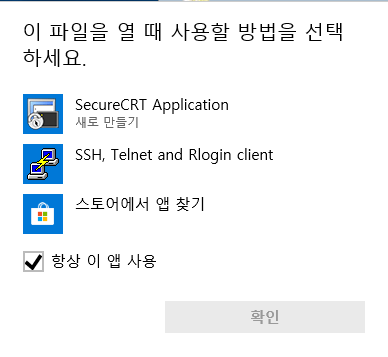 이 파일을 열 때 사용할 방법을 선택
하세요.
SecureCRT Application
새로 만들기
SSH, Telnet and Rlogin client
스토어에서 앱 찾기
항상 이 앱 사용
확인